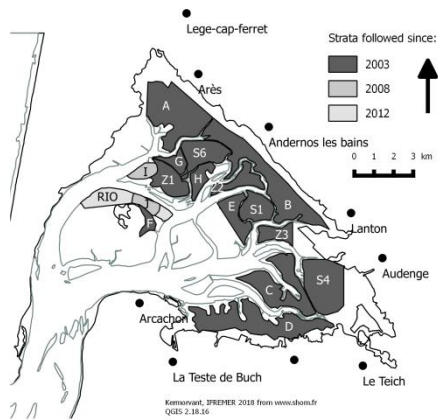 Lege-cap-ferret
Strata followed since:
2003
2008
2012
Arès
A
Andernos les bains
0 1 2 3 km
G
S6
I
Z1
H
Z2
RIO
J
F
E
S1
B
Lanton
Z3
Audenge
S4
C
Arcachon
D
La Teste de Buch
Le Teich
Kermorvant, IFREMER 2018 from www.shom.fr
QGIS 2.18.16